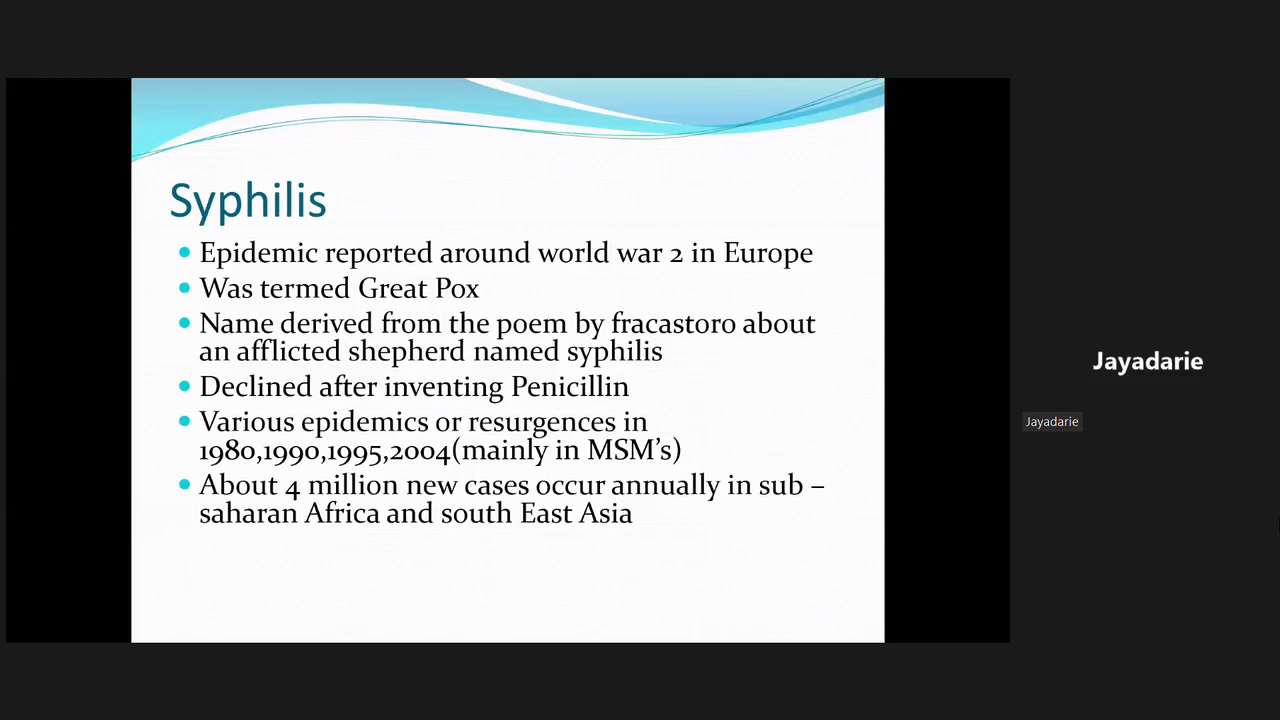 Syphilis
Epidemic reported around world war 2 in Europe
Was termed Great Pox
Name derived from the poem by fracastoro about
an afflicted shepherd named syphilis
Declined after inventing Penicillin
Various epidemics or resurgences in
1980,1990,1995,2004(mainly in MSM's)
About 4 million new cases occur annually in sub –
saharan Africa and south East Asia
Jayadarie
Jayadarie